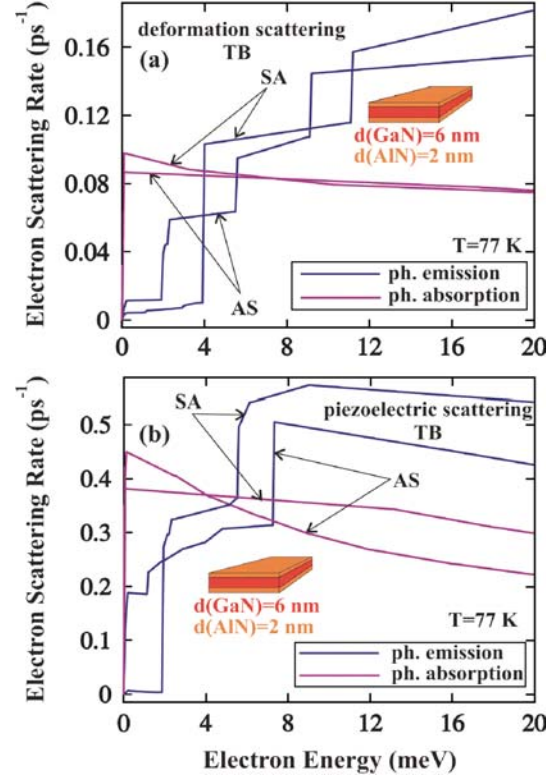 Electron Scattering Rate (ps⁻¹)
0.16
0.12
0.08
0.04
0
deformation scattering
TB
(a)
SA
d(GaN)=6 nm
d(AlN)=2 nm
T=77 K
AS
ph. emission
ph. absorption
0 4 8 12 16 20
Electron Scattering Rate (ps⁻¹)
0.5
0.4
0.3
0.2
0.1
0
SA
piezoelectric scattering
(b)
TB
AS
d(GaN)=6 nm
d(AlN)=2 nm
T=77 K
ph. emission
ph. absorption
0 4 8 12 16 20
Electron Energy (meV)